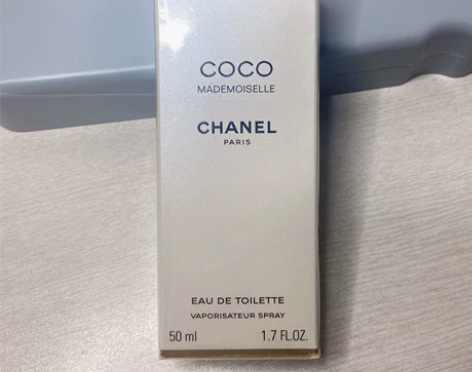 COCO
MADEMOISELLE
CHANEL
PARIS
EAU DE TOILETTE
VAPORISATEUR SPRAY
50 ml 1.7 FL.OZ.